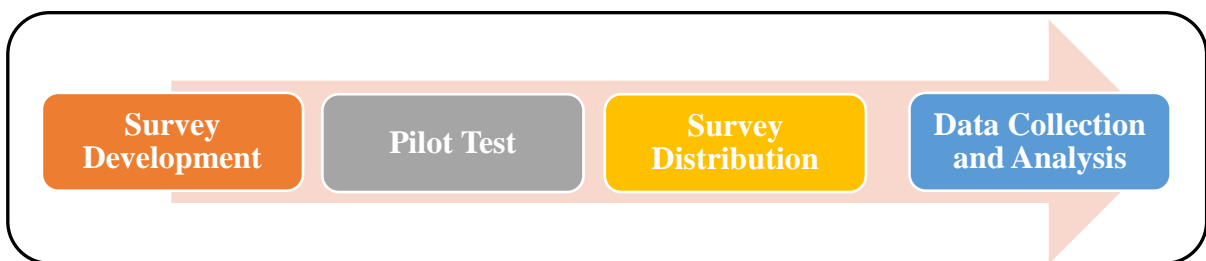 Survey
Development
Pilot Test
Survey
Distribution
Data Collection
and Analysis